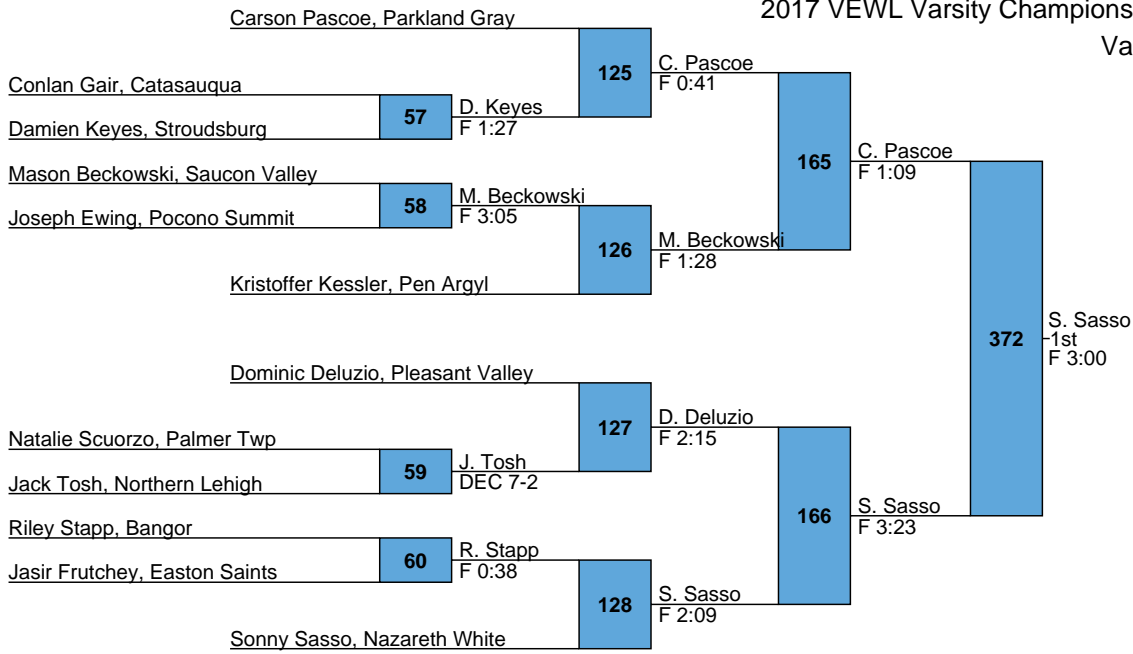 2017 VEWL Varsity Champions
Va
Carson Pascoe, Parkland Gray
125
C. Pascoe
F 0:41
Conlan Gair, Catasauqua
57
D. Keyes
F 1:27
Damien Keyes, Stroudsburg
165
C. Pascoe
F 1:09
Mason Beckowski, Saucon Valley
58
M. Beckowski
F 3:05
Joseph Ewing, Pocono Summit
126
M. Beckowski
F 1:28
Kristoffer Kessler, Pen Argyl
372
S. Sasso
1st
F 3:00
Dominic Deluzio, Pleasant Valley
127
D. Deluzio
F 2:15
Natalie Scuorzo, Palmer Twp
59
J. Tosh
DEC 7-2
Jack Tosh, Northern Lehigh
166
S. Sasso
F 3:23
Riley Stapp, Bangor
60
R. Stapp
F 0:38
Jasir Frutchey, Easton Saints
128
S. Sasso
F 2:09
Sonny Sasso, Nazareth White